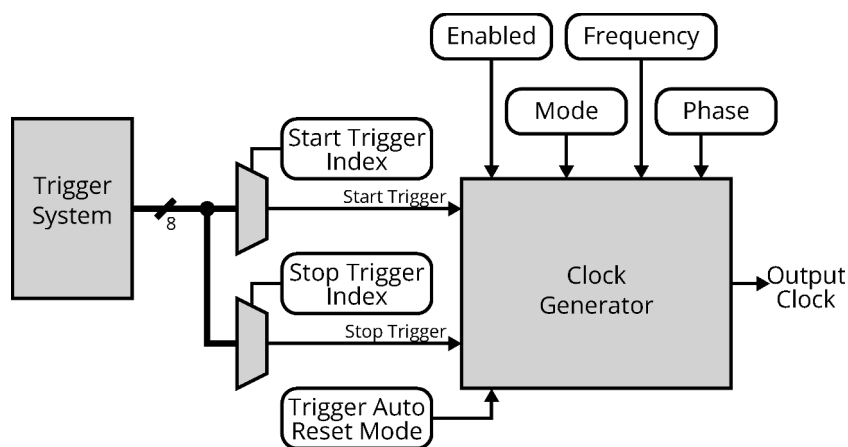 Enabled
Frequency
Mode
Phase
Trigger
System
8
Start Trigger
Index
Start Trigger
Stop Trigger
Index
Stop Trigger
Clock
Generator
Output
Clock
Trigger Auto
Reset Mode